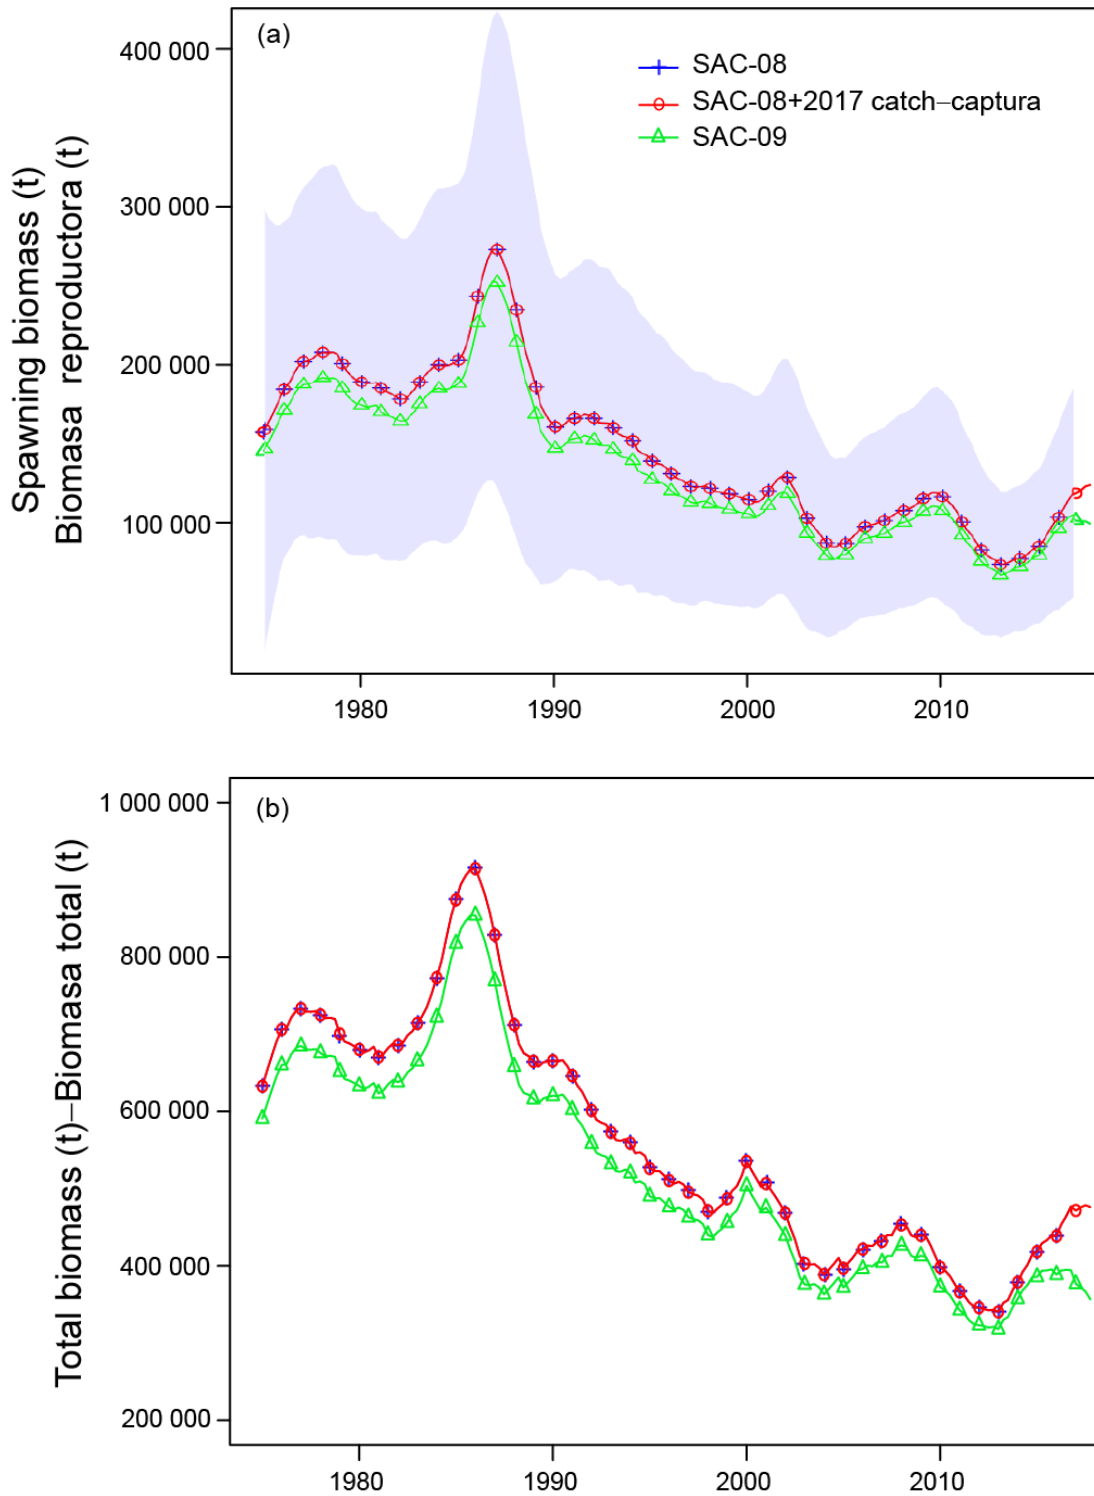 (a)
SAC-08
SAC-08+2017 catch–captura
SAC-09
Spawning biomass (t)
Biomasa reproductora (t)
400 000
300 000
200 000
100 000
1980
1990
2000
2010
(b)
Total biomass (t)–Biomasa total (t)
1 000 000
800 000
600 000
400 000
200 000
1980
1990
2000
2010